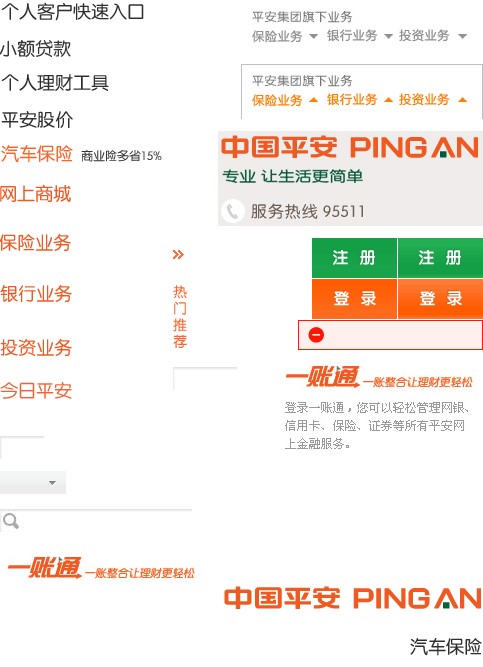 个人客户快速入口
小额贷款
个人理财工具
平安股价
汽车保险 商业险多省15%
网上商城
保险业务
银行业务
投资业务
今日平安
热门推荐
一账通 一账整合让理财更轻松
平安集团旗下业务
保险业务 银行业务 投资业务
平安集团旗下业务
保险业务 银行业务 投资业务
中国平安 PING AN
专业 让生活更简单
服务热线 95511
注 册 注 册
登 录 登 录
一账通 一账整合让理财更轻松
登录一账通，您可以轻松管理网银、
信用卡、保险、证券等所有平安网
上金融服务。
中国平安 PING AN
汽车保险